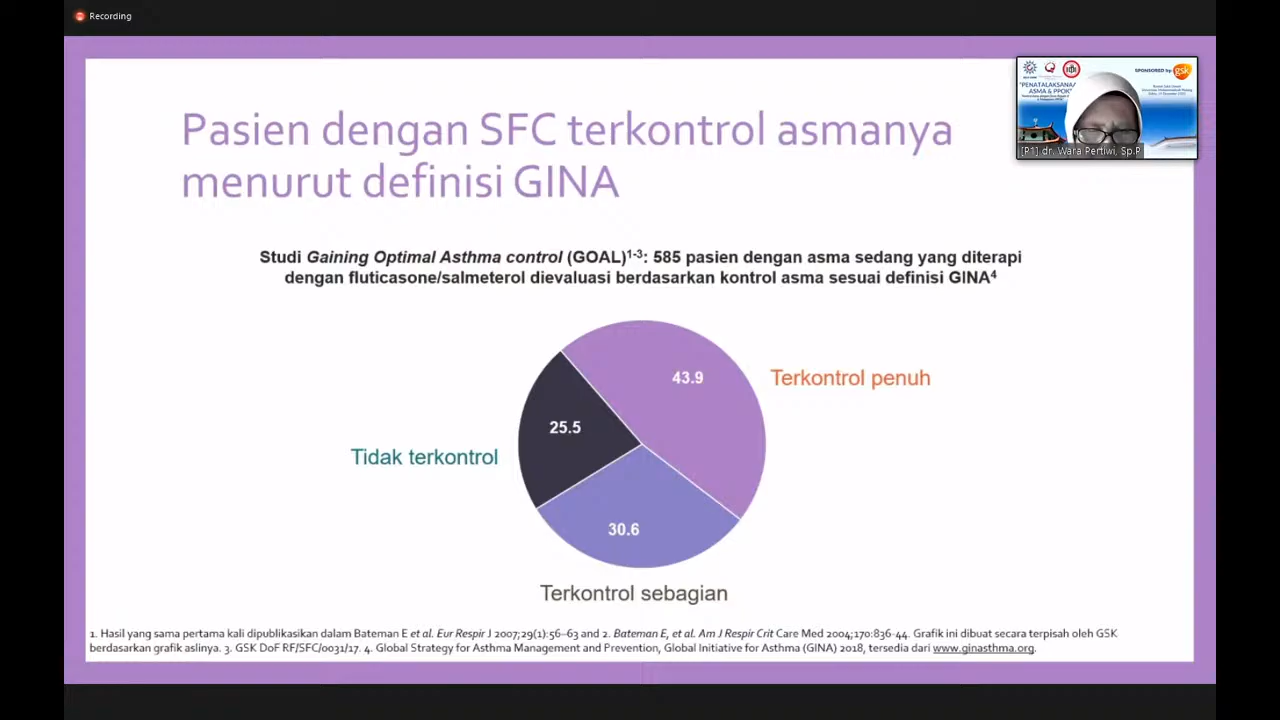 Recording
Pasien dengan SFC terkontrol asmanya
menurut definisi GINA
SPONSORED by: gsk
"PENATALAKSANA
ASMA & PPOK"
[P1] dr. Wara Pertiwi, Sp.P
Studi Gaining Optimal Asthma control (GOAL)1-3: 585 pasien dengan asma sedang yang diterapi
dengan fluticasone/salmeterol dievaluasi berdasarkan kontrol asma sesuai definisi GINA4
43.9
Terkontrol penuh
25.5
Tidak terkontrol
30.6
Terkontrol sebagian
1. Hasil yang sama pertama kali dipublikasikan dalam Bateman E et al. Eur Respir J 2007;29(1):56–63 and 2. Bateman E, et al. Am J Respir Crit Care Med 2004;170:836-44. Grafik ini dibuat secara terpisah oleh GSK
berdasarkan grafik aslinya. 3. GSK DoF RF/SFC/0031/17. 4. Global Strategy for Asthma Management and Prevention, Global Initiative for Asthma (GINA) 2018, tersedia dari www.ginasthma.org.